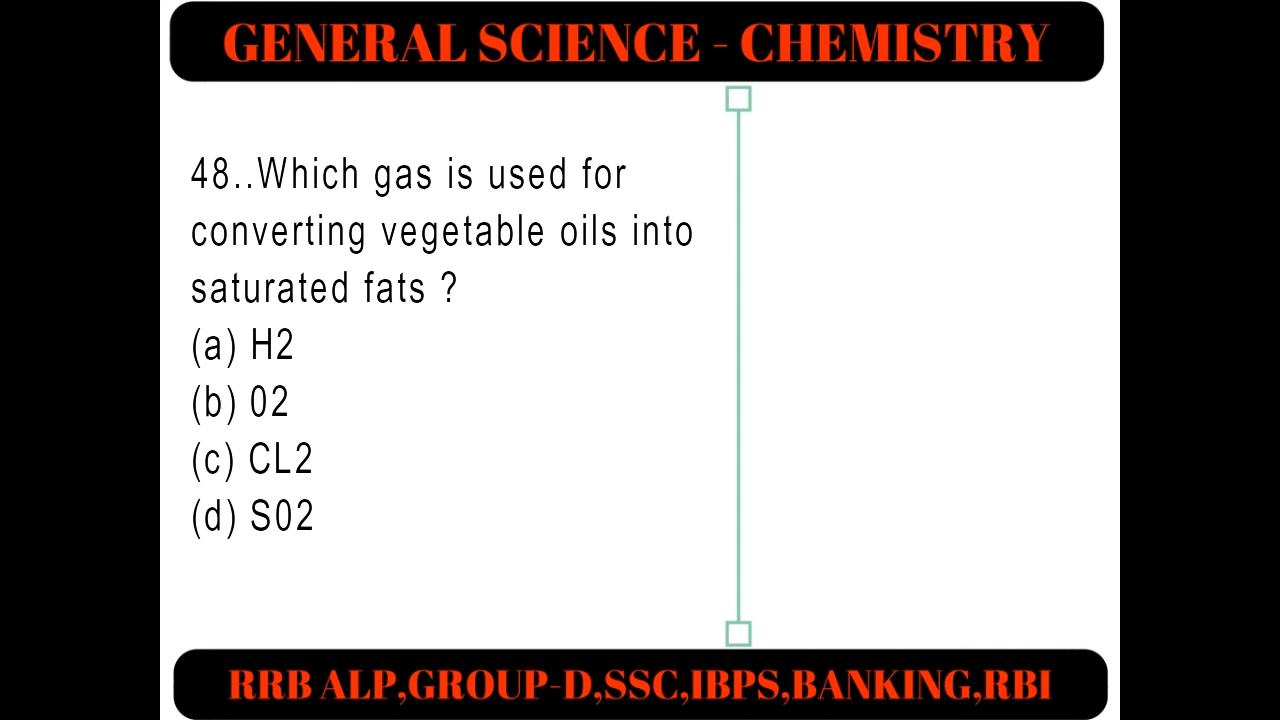 GENERAL SCIENCE - CHEMISTRY
48..Which gas is used for
converting vegetable oils into
saturated fats ?
(a) H2
(b) 02
(c) CL2
(d) S02
RRB ALP,GROUP-D,SSC,IBPS,BANKING,RBI